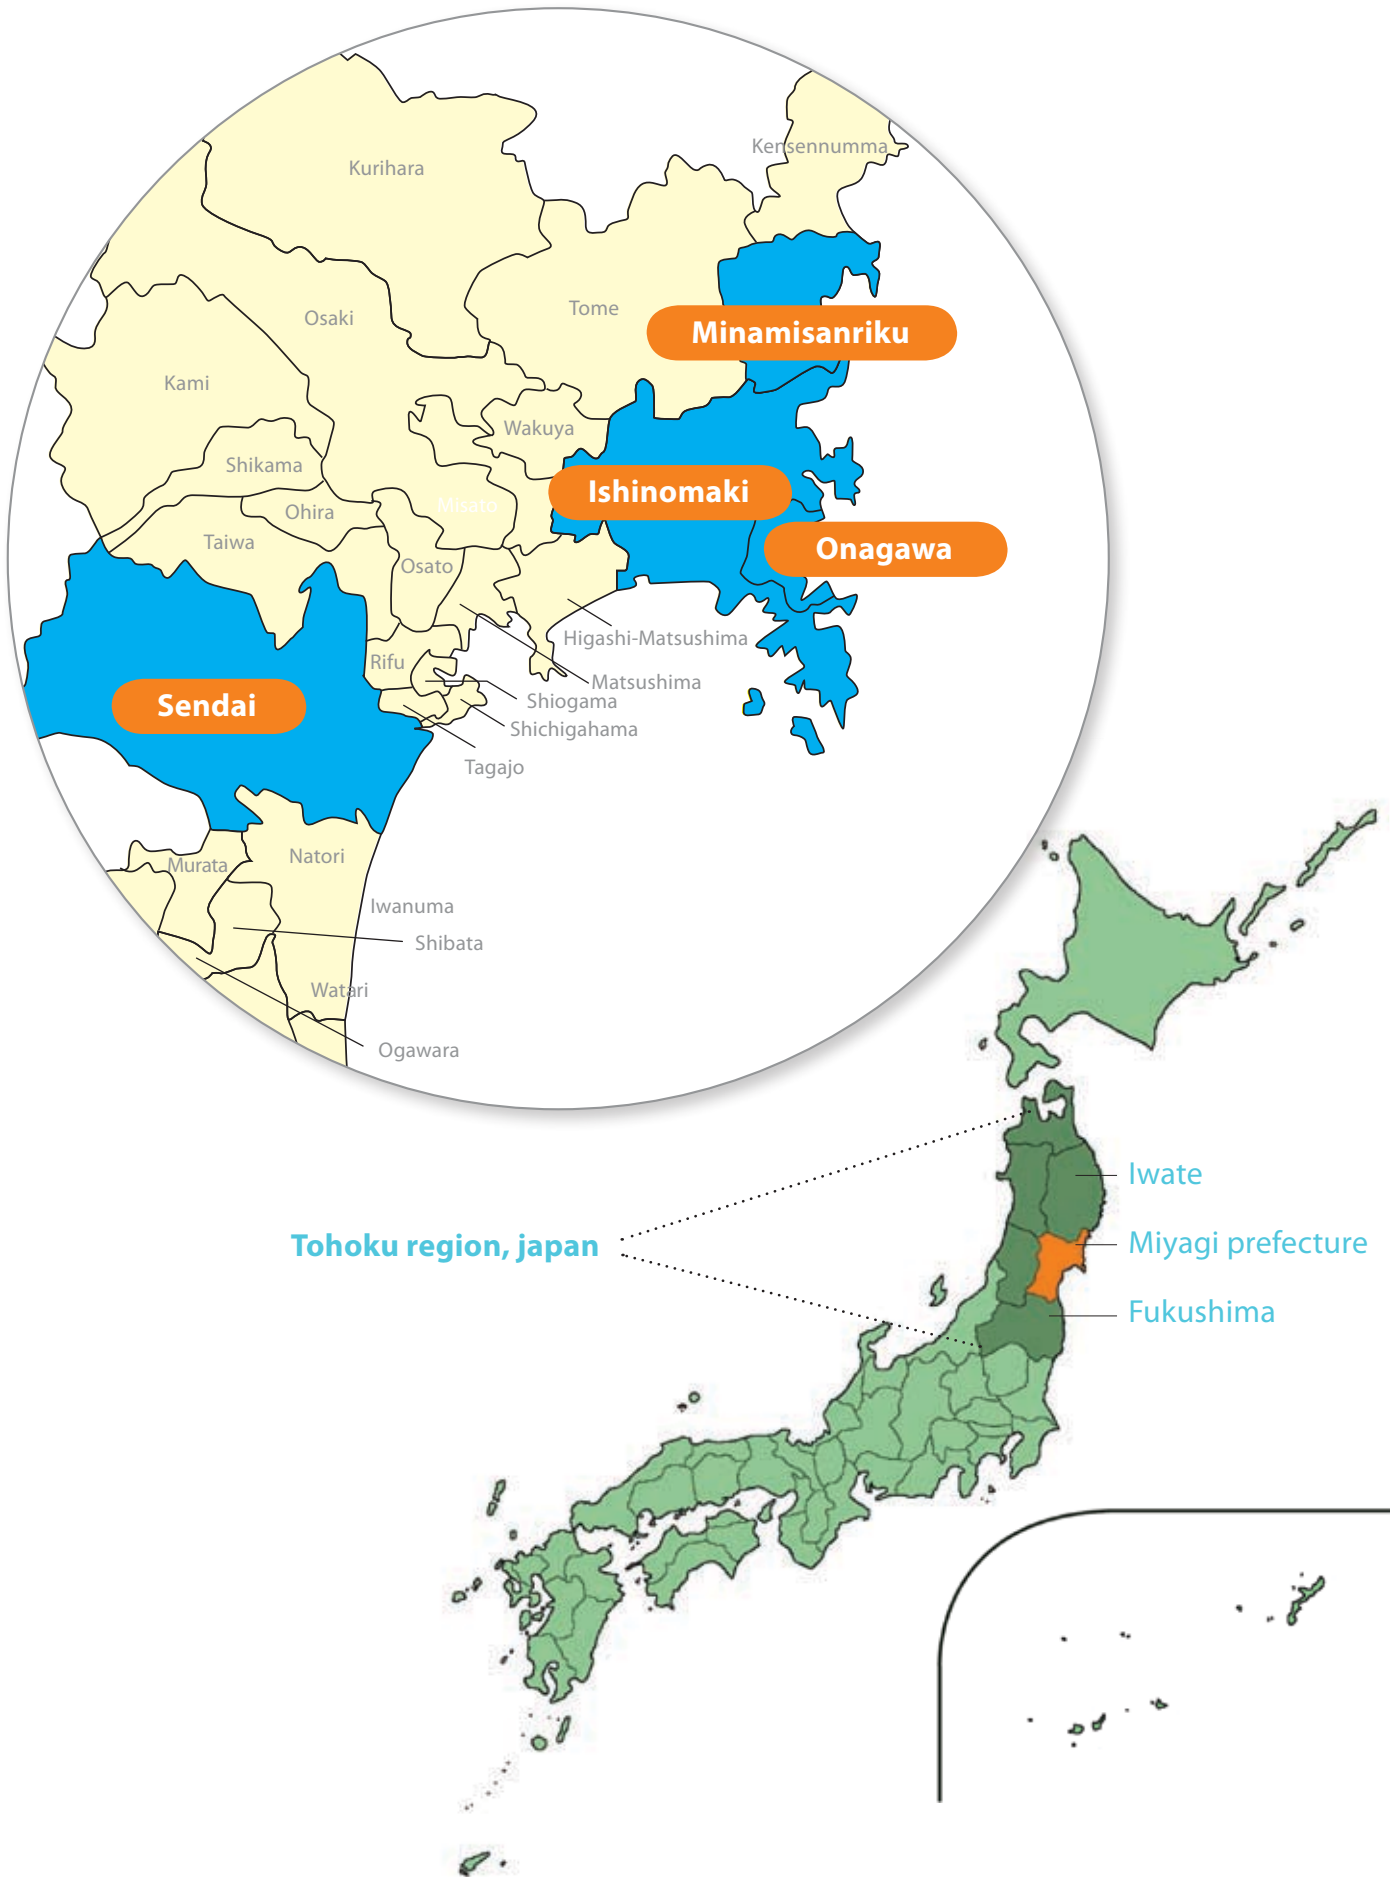 Kensennumma
Kurihara
Tome
Osaki
Minamisanriku
Kami
Wakuya
Shikama
Ishinomaki
Misato
Ohira
Taiwa
Onagawa
Osato
Higashi-Matsushima
Rifu
Matsushima
Shiogama
Sendai
Shichigahama
Tagajo
Natori
Murata
Iwanuma
Shibata
Watari
Ogawara
Iwate
Tohoku region, japan
Miyagi prefecture
Fukushima